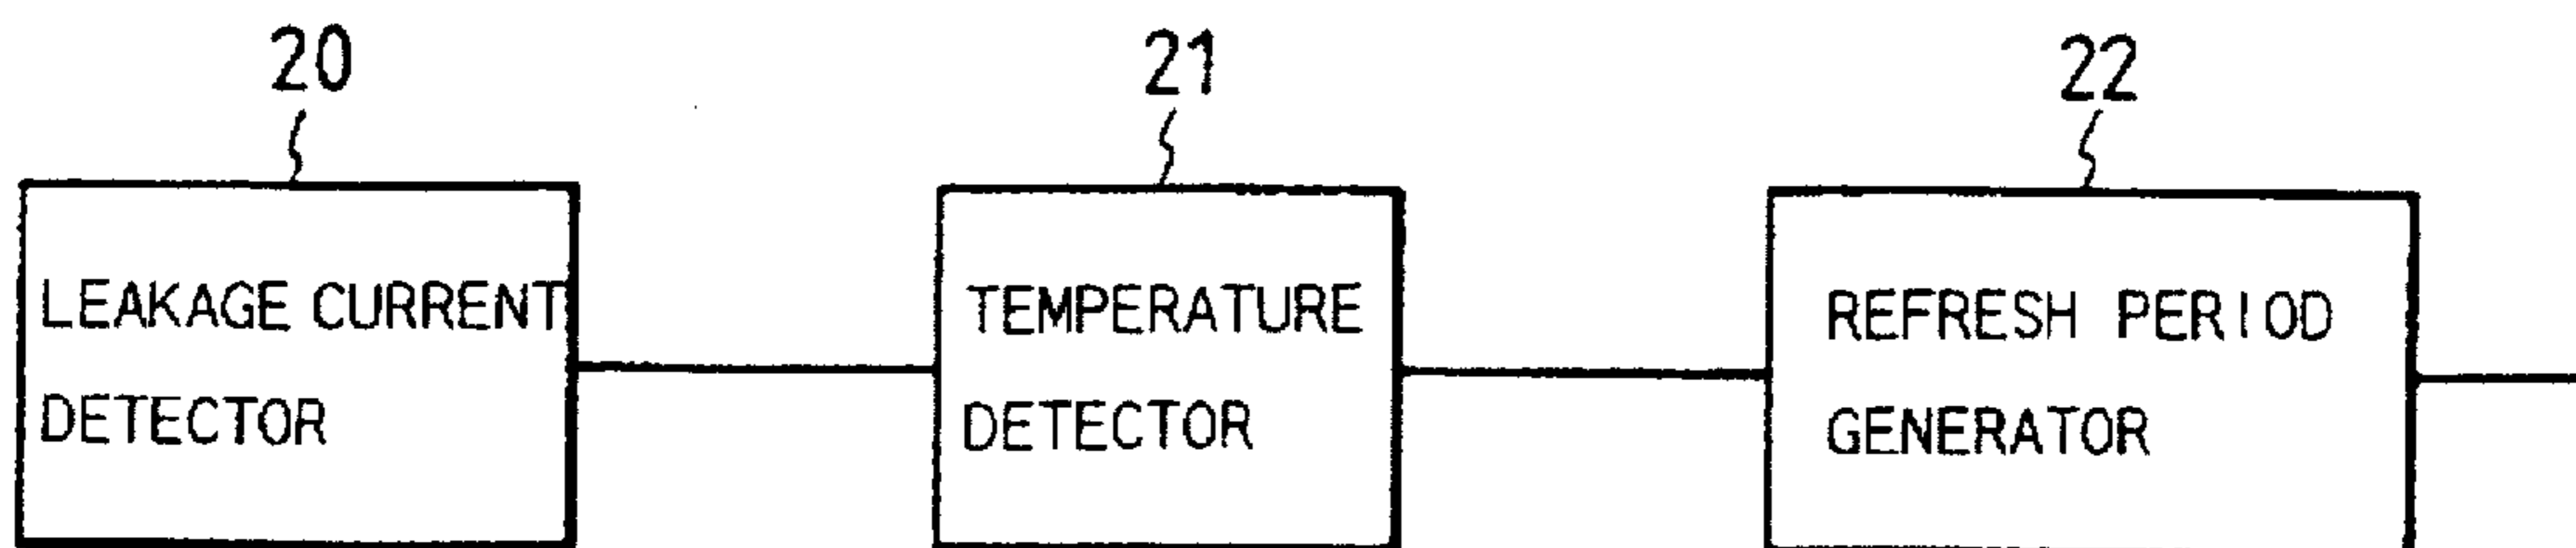 20
21
22
LEAKAGE CURRENT
DETECTOR
TEMPERATURE
DETECTOR
REFRESH PERIOD
GENERATOR